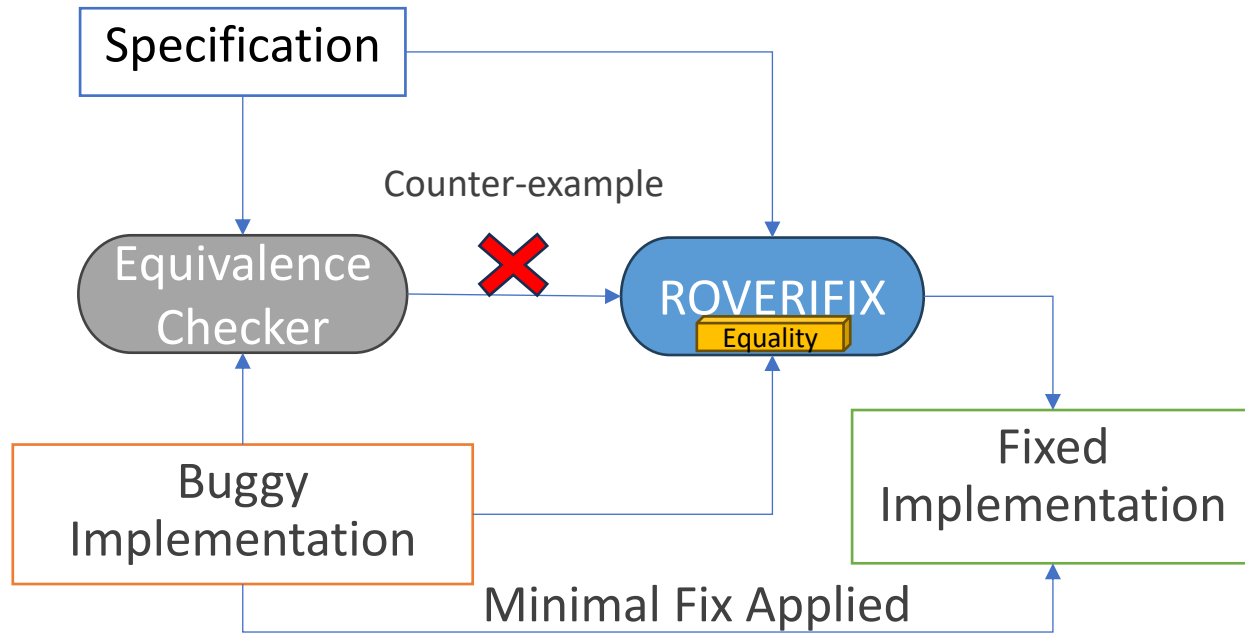 Specification
Counter-example
Equivalence
Checker
ROVERIFIX
Equality
Buggy
Implementation
Fixed
Implementation
Minimal Fix Applied